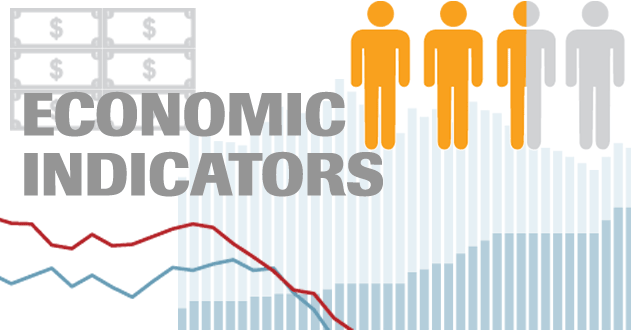 $ $
$ $
ECONOMIC
INDICATORS